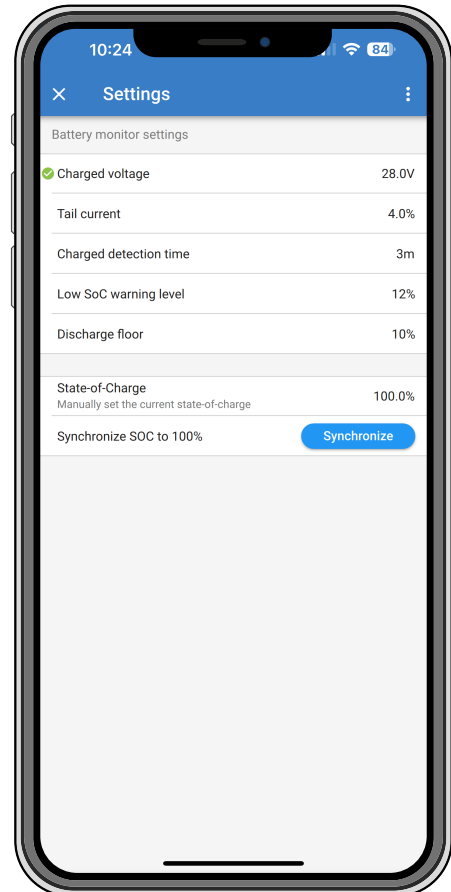 10:24
84
Settings
Battery monitor settings
Charged voltage 28.0V
Tail current 4.0%
Charged detection time 3m
Low SoC warning level 12%
Discharge floor 10%
State-of-Charge 100.0%
Manually set the current state-of-charge
Synchronize SOC to 100% Synchronize